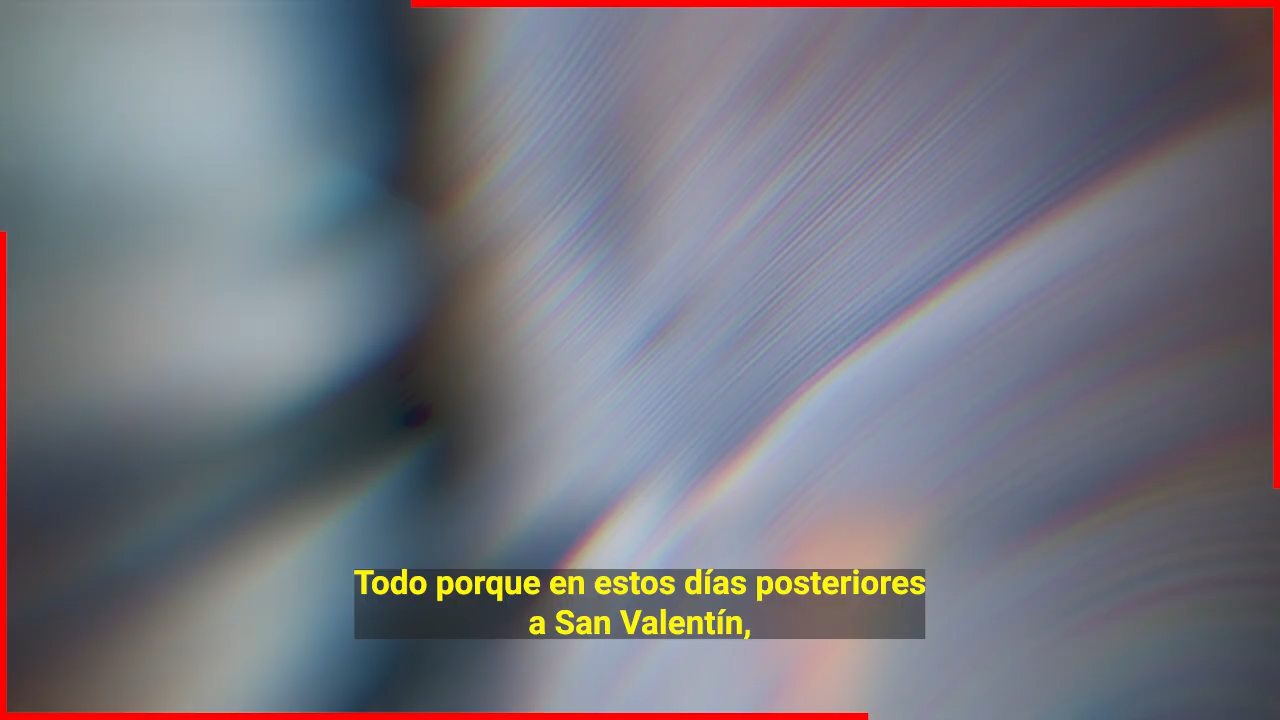 Todo porque en estos días posteriores
a San Valentín,